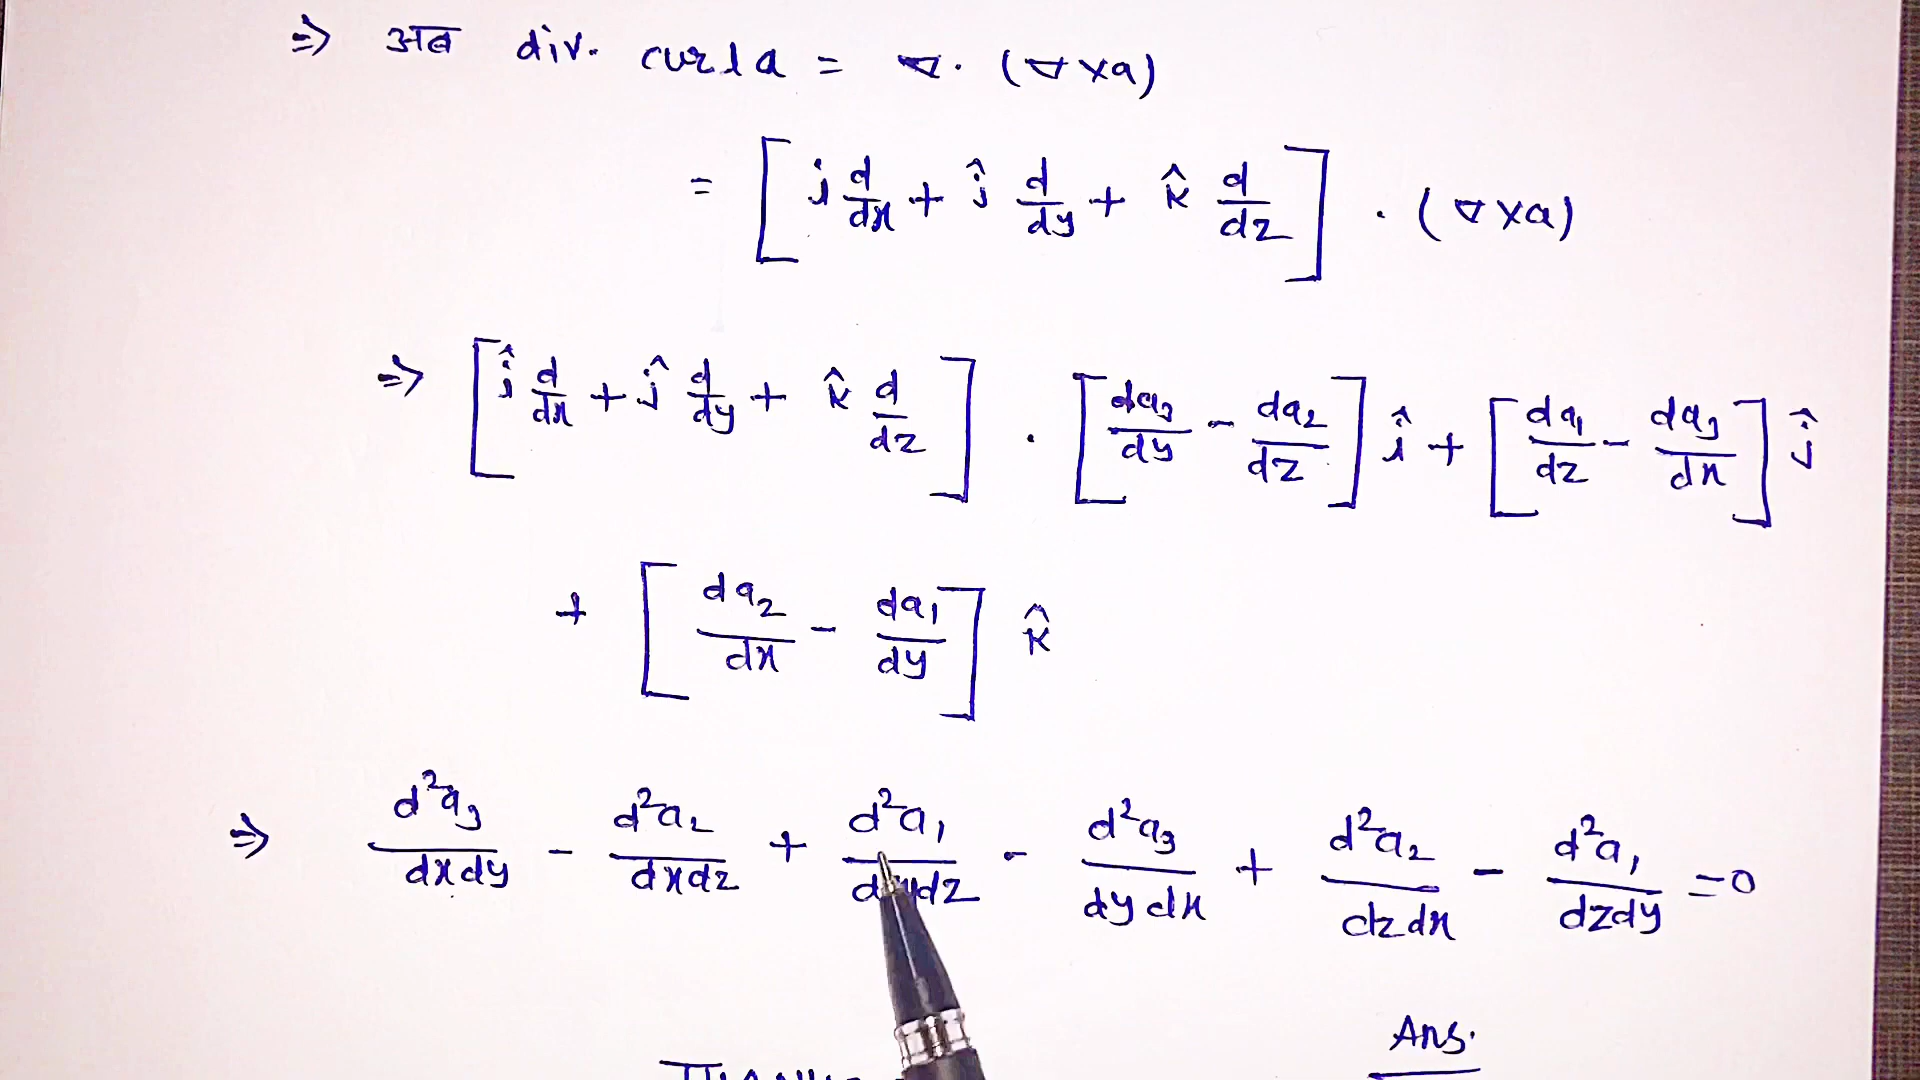 ⇒ अब div. curl a = ∇. (∇×a)
= [ i d/dx + ĵ d/dy + k̂ d/dz ] . (∇×a)
⇒ [ î d/dx + ĵ d/dy + k̂ d/dz ] . [ da₃/dy - da₂/dz ] î + [ da₁/dz - da₃/dx ] ĵ
+ [ da₂/dx - da₁/dy ] k̂
⇒ d²a₃/dxdy - d²a₂/dxdz + d²a₁/dydz - d²a₃/dydx + d²a₂/dzdx - d²a₁/dzdy = 0
Ans.